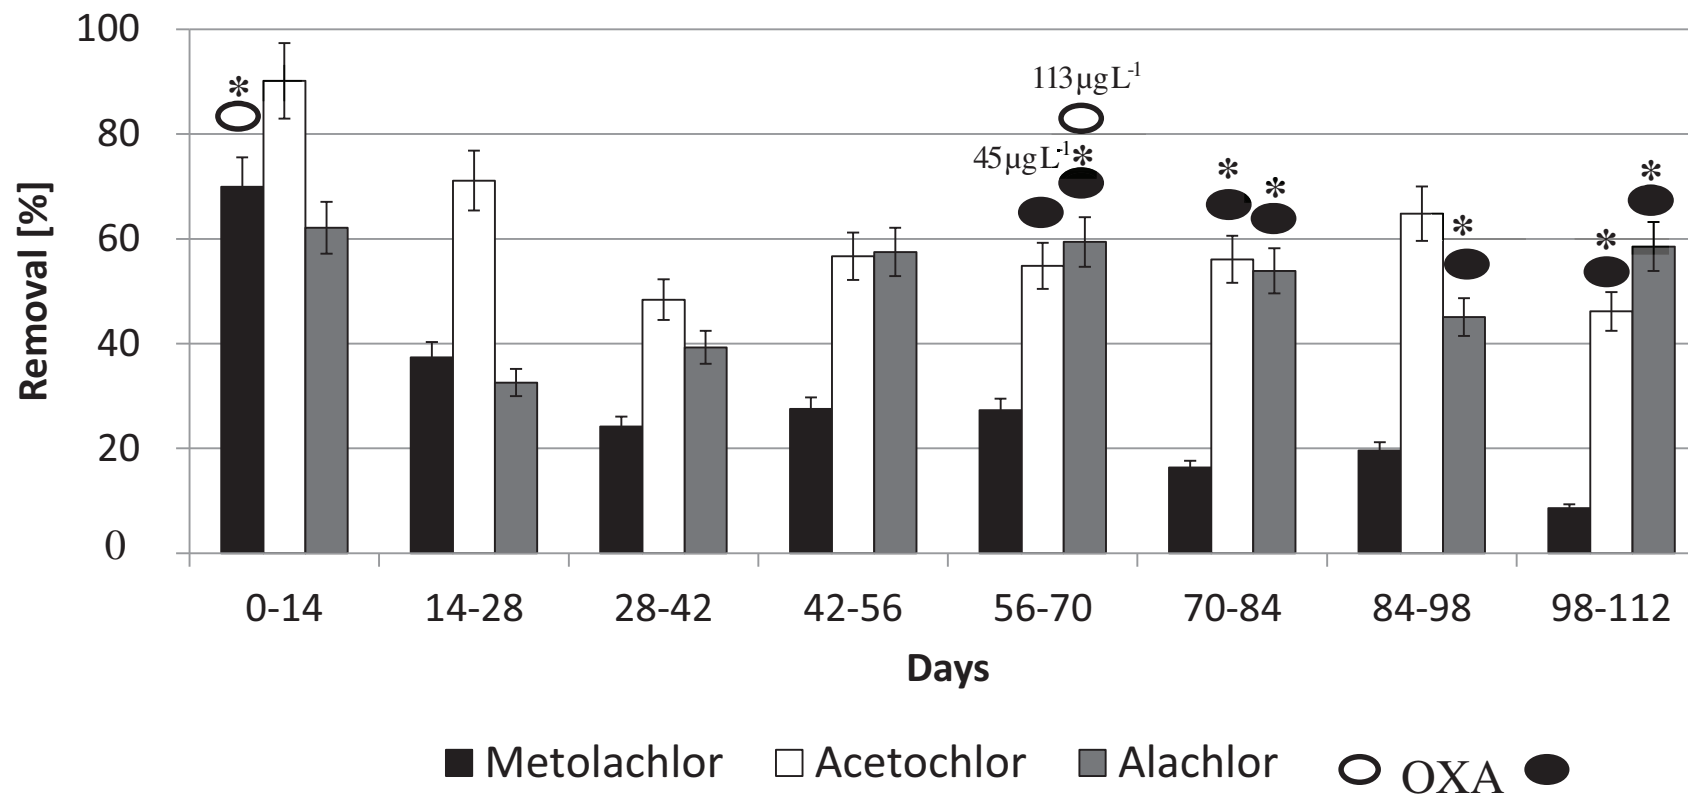 100
80
60
40
20
0
Removal [%]
*
113µgL-1
45µgL-1*
*
*
*
*
*
0-14 14-28 28-42 42-56 56-70 70-84 84-98 98-112
Days
Metolachlor Acetochlor Alachlor OXA